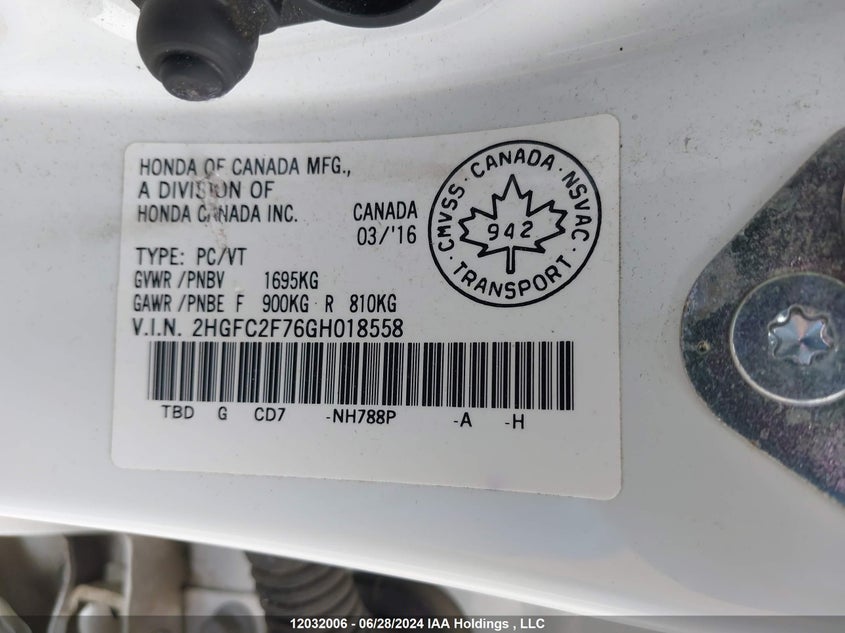 HONDA OF CANADA MFG.,
A DIVISION OF
HONDA CANADA INC.
CANADA
03/'16
CMVSS · CANADA · NSVAC · TRANSPORT ·
942
TYPE: PC/VT
GVWR /PNBV 1695KG
GAWR /PNBE F 900KG R 810KG
V.I.N. 2HGFC2F76GH018558
TBD G CD7 -NH788P -A -H
12032006 - 06/28/2024 IAA Holdings , LLC